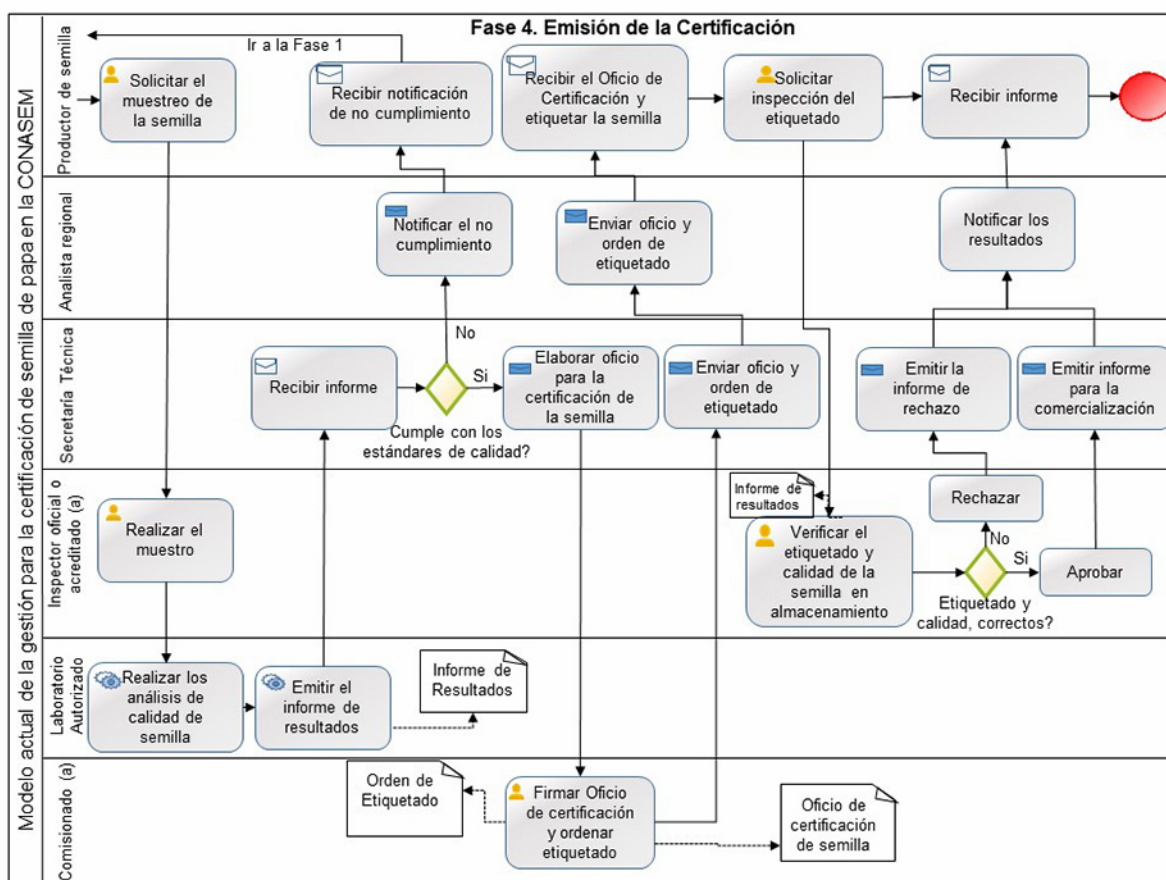 Modelo actual de la gestión para la certificación de semilla de papa en la CONASEM
Fase 4. Emisión de la Certificación
Productor de semilla
Ir a la Fase 1
Solicitar el
muestreo de
la semilla
Recibir notificación
de no cumplimiento
Recibir el Oficio de
Certificación y
etiquetar la semilla
Solicitar
inspección del
etiquetado
Recibir informe
Analista regional
Notificar el no
cumplimiento
Enviar oficio y
orden de
etiquetado
Notificar los
resultados
Secretaría Técnica
Recibir informe
No
Si
Cumple con los
estándares de calidad?
Elaborar oficio
para la
certificación de
la semilla
Enviar oficio y
orden de
etiquetado
Emitir la
informe de
rechazo
Emitir informe
para la
comercialización
Inspector oficial o
acreditado (a)
Realizar el
muestro
Informe de
resultados
Verificar el
etiquetado y
calidad de la
semilla en
almacenamiento
Rechazar
No
Si
Aprobar
Etiquetado y
calidad, correctos?
Laboratorio
Autorizado
Realizar los
análisis de
calidad de
semilla
Emitir el
informe de
resultados
Informe de
Resultados
Comisionado (a)
Orden de
Etiquetado
Firmar Oficio
de certificación
y ordenar
etiquetado
Oficio de
certificación
de semilla